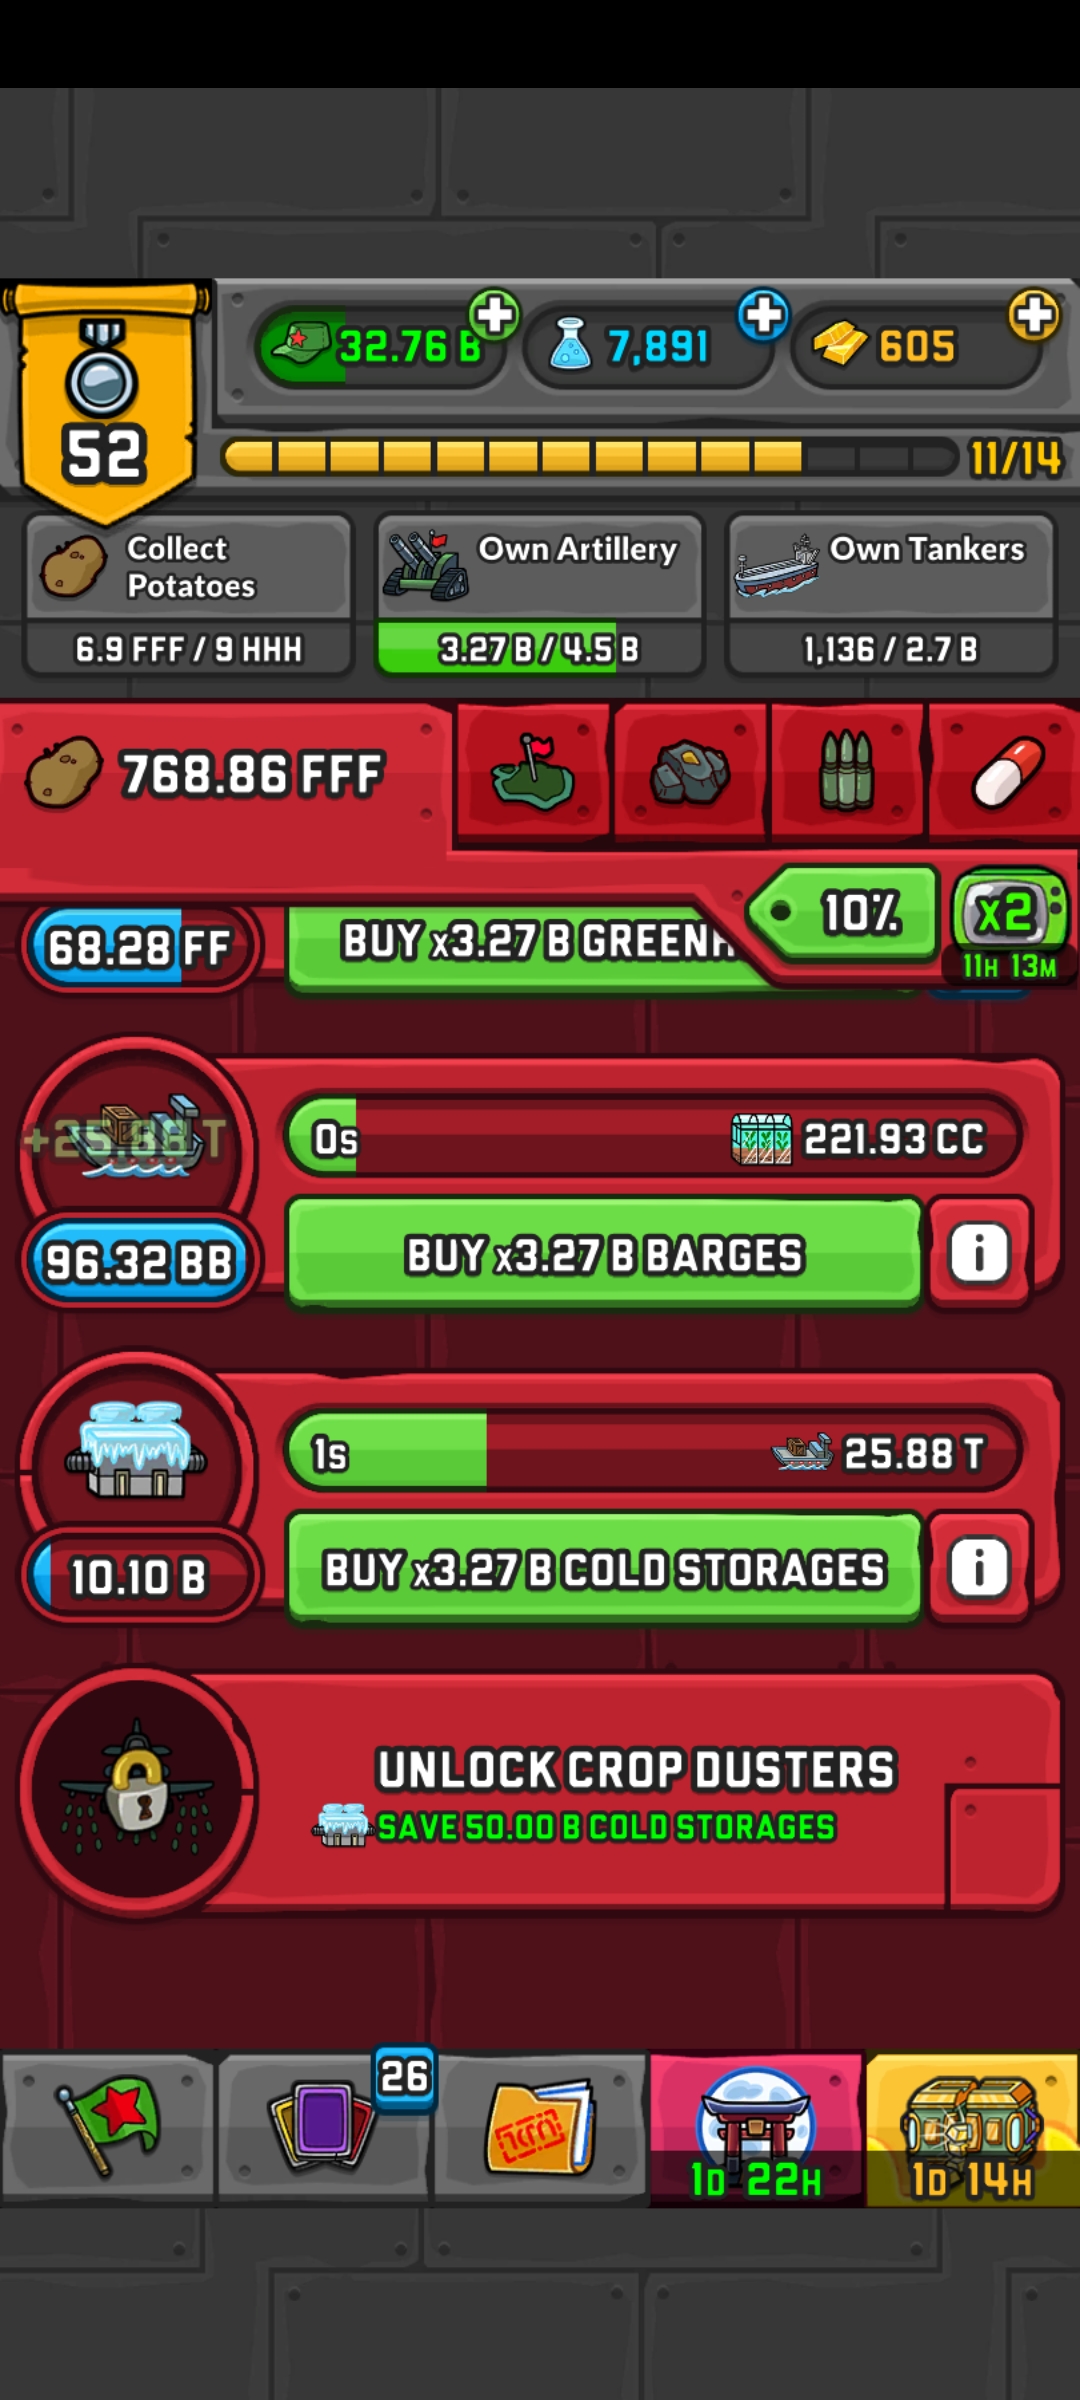 32.76 B
7,891
605
52
11/14
Collect
Potatoes
6.9 FFF / 9 HHH
Own Artillery
3.27 B / 4.5 B
Own Tankers
1,136 / 2.7 B
768.86 FFF
10%
x2
11H 13M
68.28 FF
BUY x3.27 B
+25.88 T
0s
221.93 CC
96.32 BB
BUY x3.27 B BARGES
i
1s
25.88 T
10.10 B
BUY x3.27 B COLD STORAGES
i
UNLOCK CROP DUSTERS
SAVE 50.00 B COLD STORAGES
26
1D 22H
1D 14H